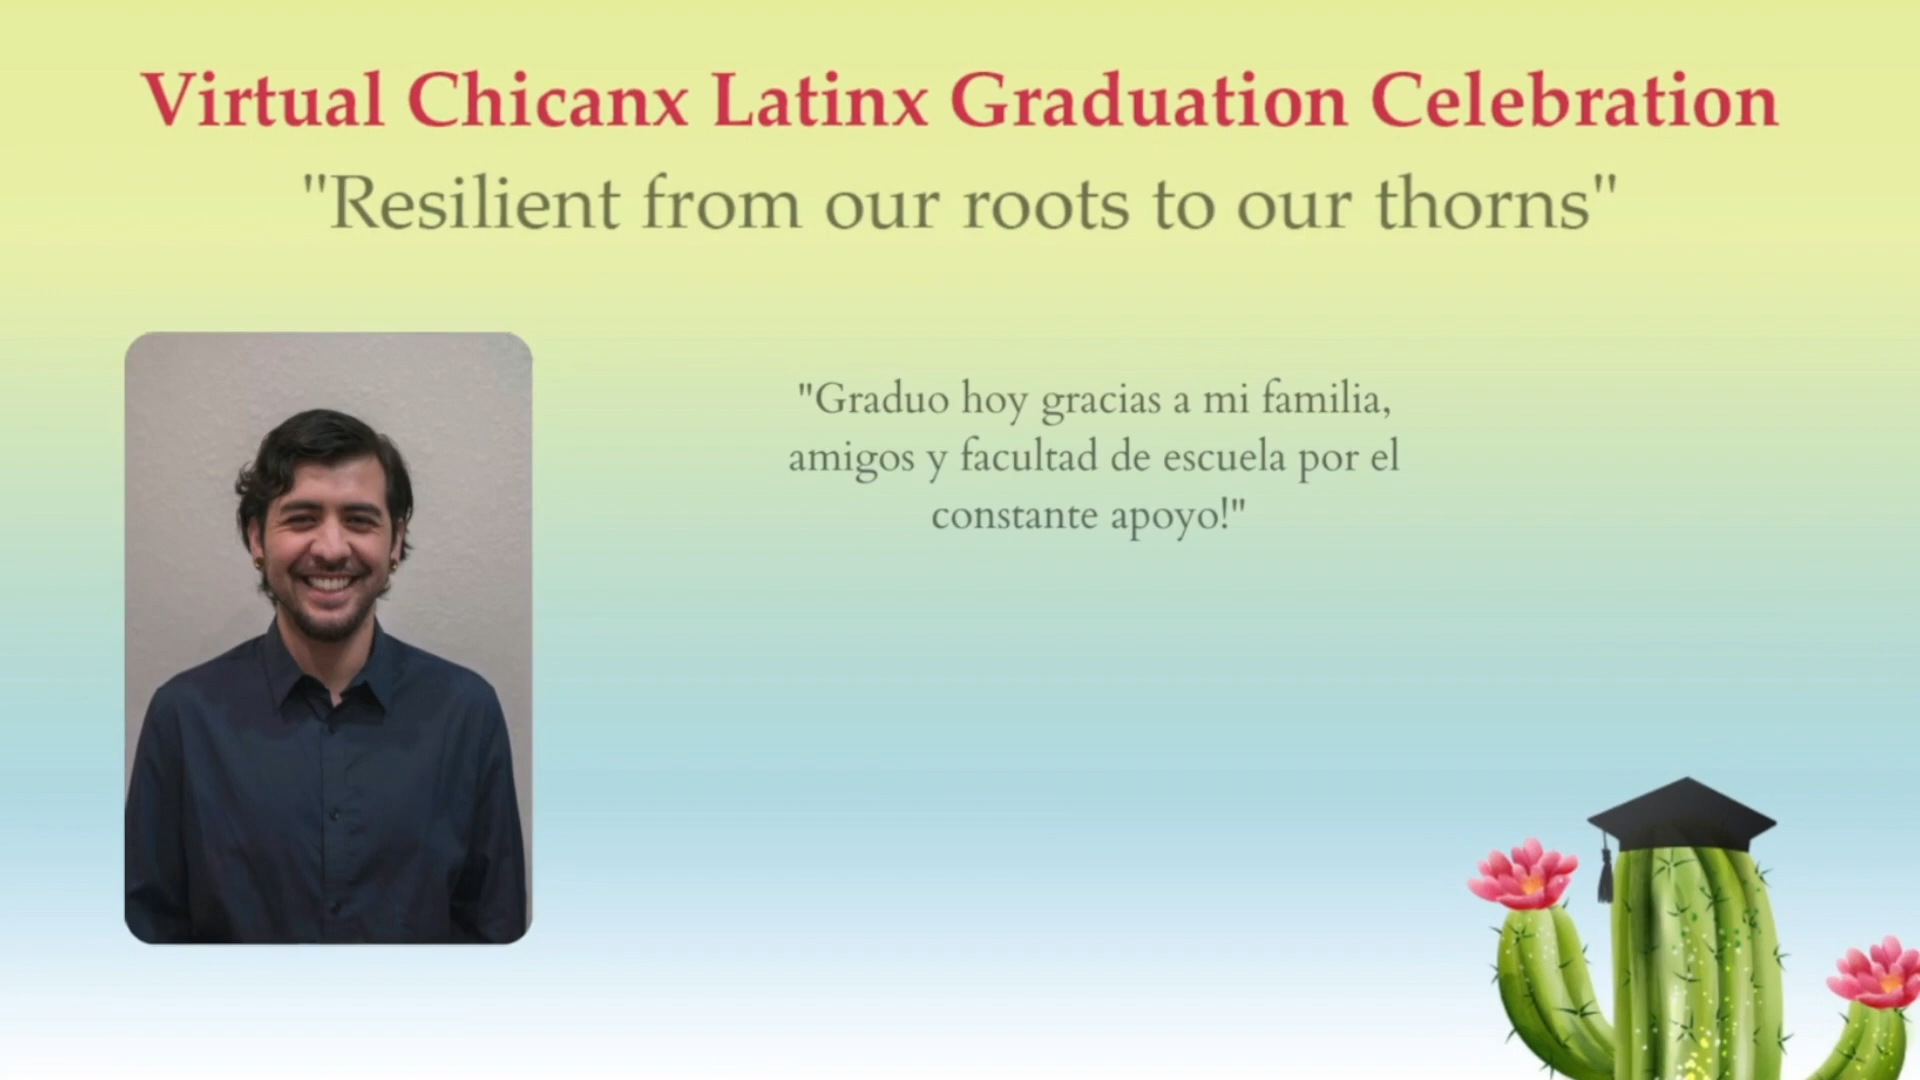 Virtual Chicanx Latinx Graduation Celebration
"Resilient from our roots to our thorns"
"Graduo hoy gracias a mi familia,
amigos y facultad de escuela por el
constante apoyo!"